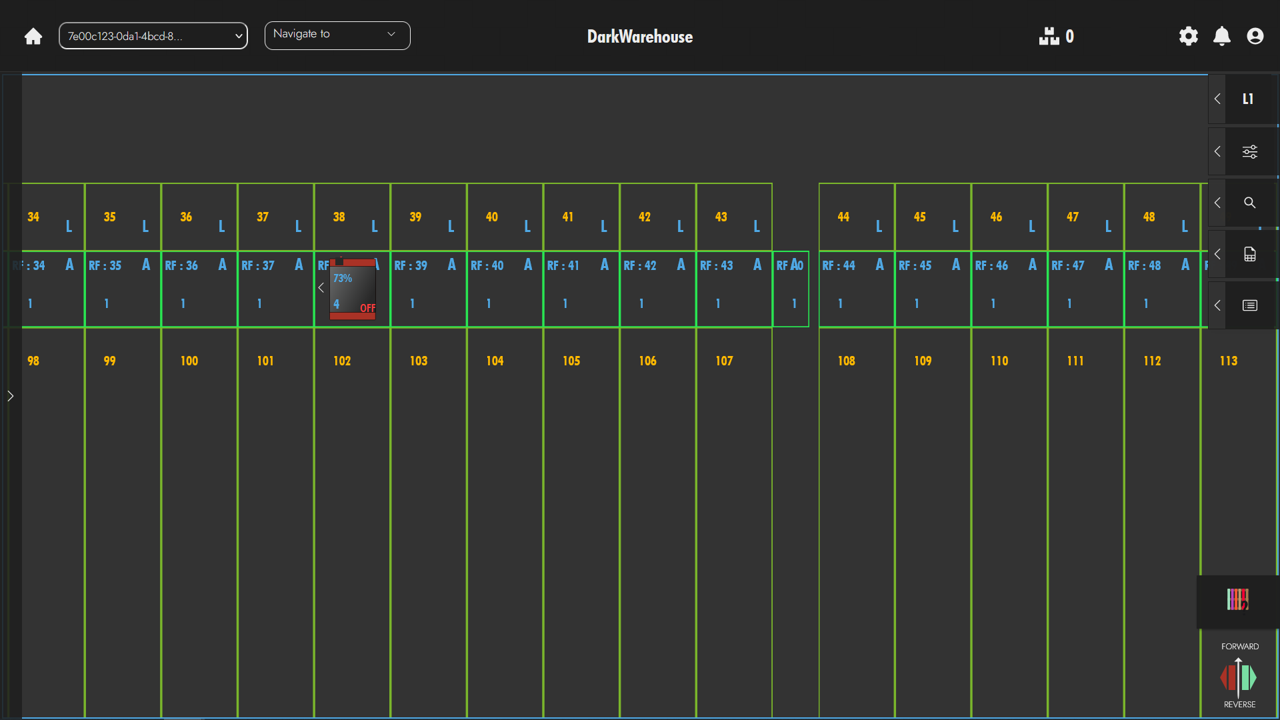 7e00c123-0da1-4bcd-8...
Navigate to
DarkWarehouse
0
L1
34 L 35 L 36 L 37 L 38 L 39 L 40 L 41 L 42 L 43 L 44 L 45 L 46 L 47 L 48 L
RF : 34 A RF : 35 A RF : 36 A RF : 37 A RF A RF : 39 A RF : 40 A RF : 41 A RF : 42 A RF : 43 A RF A0 RF : 44 A RF : 45 A RF : 46 A RF : 47 A RF : 48 A
73%
1 1 1 1 4 1 1 1 1 1 1 1 1 1 1 1
OFF
98 99 100 101 102 103 104 105 106 107 108 109 110 111 112 113
FORWARD
REVERSE